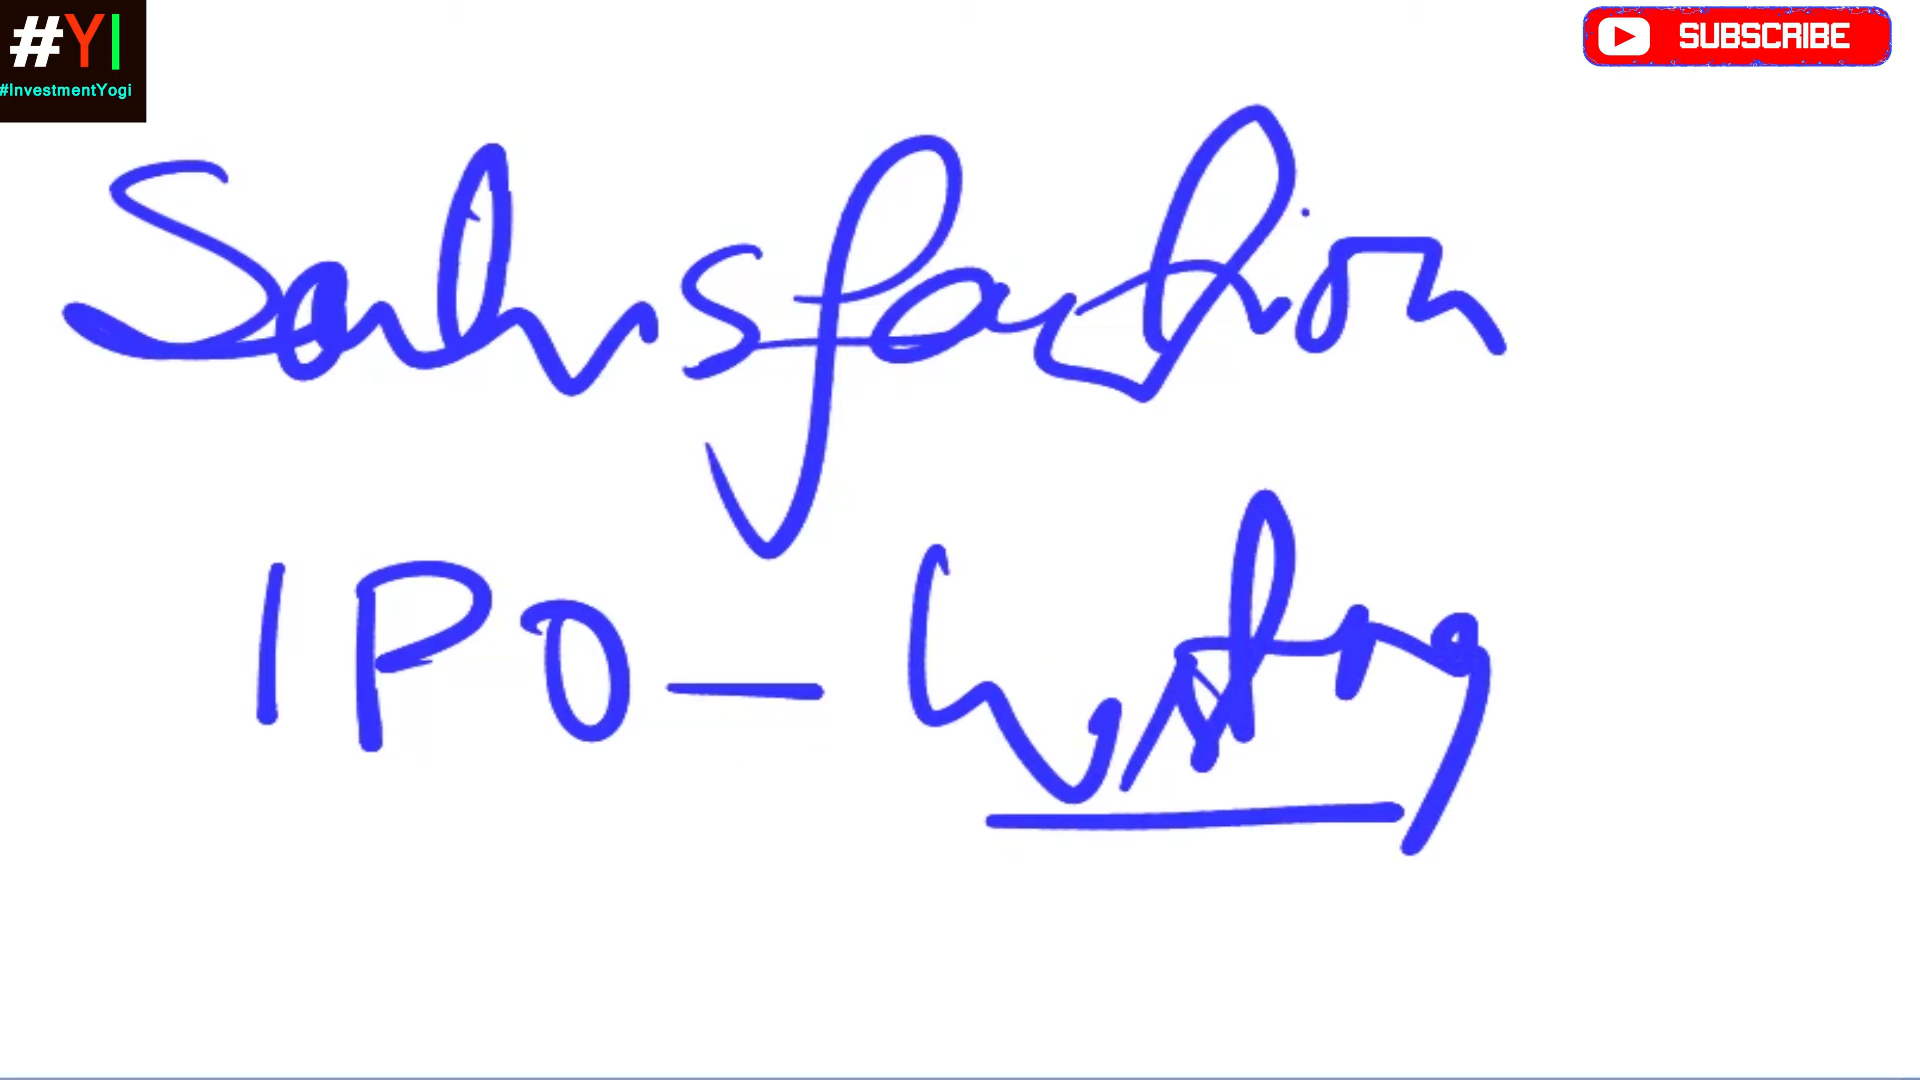 #YI
#InvestmentYogi
SUBSCRIBE
Satisfaction
IPO - Listing